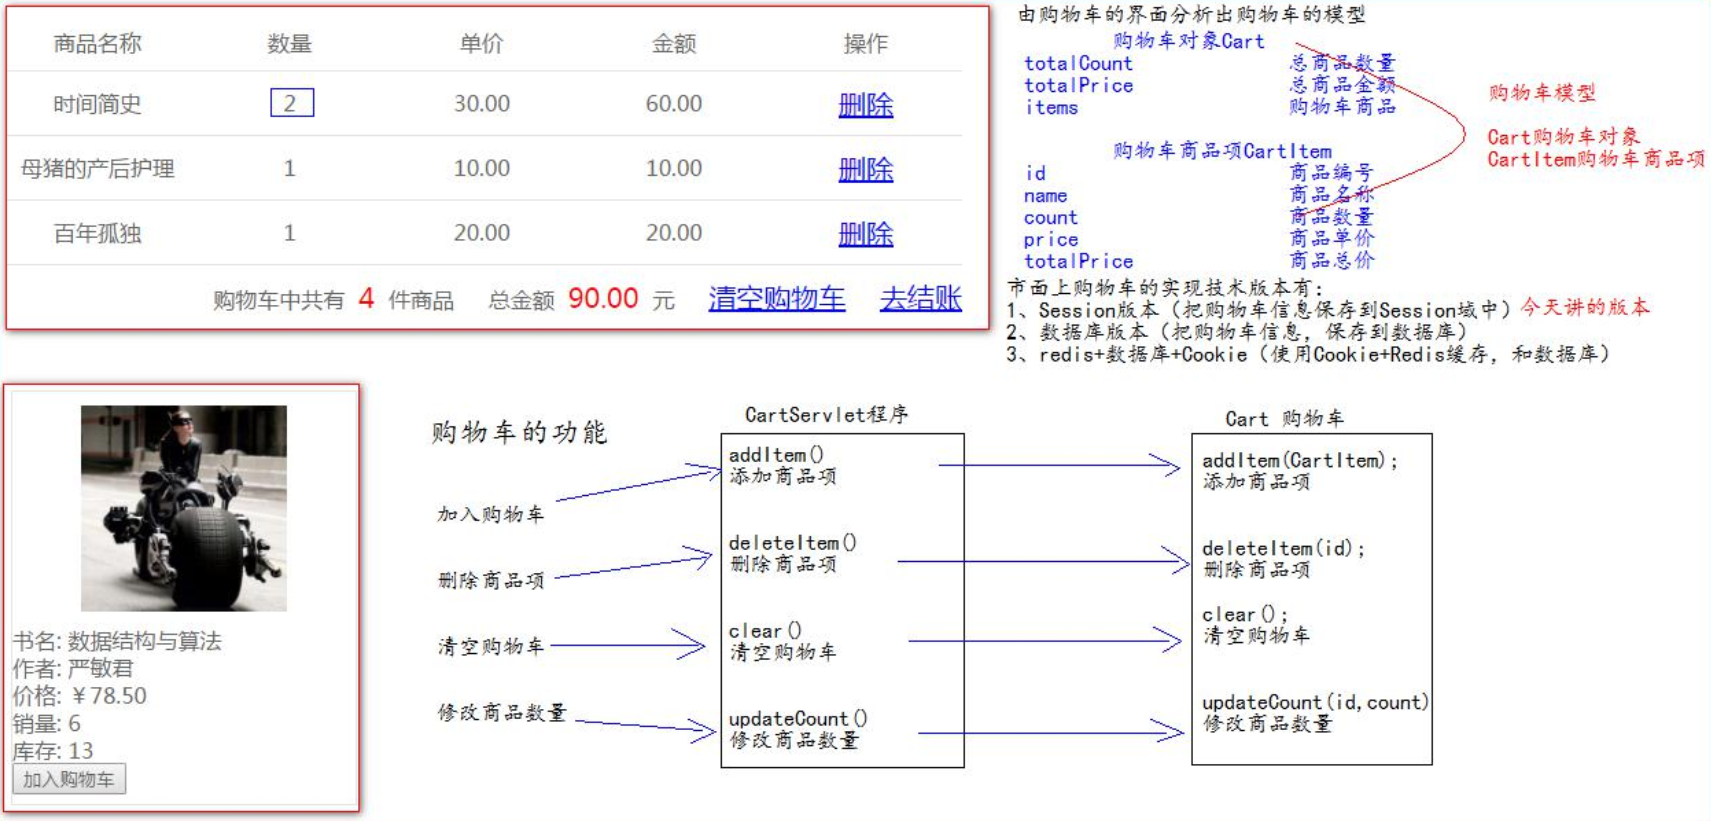 商品名称 数量 单价 金额 操作
时间简史 2 30.00 60.00 删除
母猪的产后护理 1 10.00 10.00 删除
百年孤独 1 20.00 20.00 删除
购物车中共有 4 件商品 总金额 90.00 元 清空购物车 去结账
由购物车的界面分析出购物车的模型
购物车对象Cart
totalCount 总商品数量
totalPrice 总商品金额
items 购物车商品
购物车商品项CartItem
id 商品编号
name 商品名称
count 商品数量
price 商品单价
totalPrice 商品总价
购物车模型
Cart购物车对象
CartItem购物车商品项
市面上购物车的实现技术版本有:
1、Session版本（把购物车信息保存到Session域中）今天讲的版本
2、数据库版本（把购物车信息，保存到数据库）
3、redis+数据库+Cookie（使用Cookie+Redis缓存，和数据库）
书名: 数据结构与算法
作者: 严敏君
价格: ￥78.50
销量: 6
库存: 13
加入购物车
购物车的功能
加入购物车
删除商品项
清空购物车
修改商品数量
CartServlet程序
addItem()
添加商品项
deleteItem()
删除商品项
clear()
清空购物车
updateCount()
修改商品数量
Cart 购物车
addItem(CartItem);
添加商品项
deleteItem(id);
删除商品项
clear();
清空购物车
updateCount(id,count)
修改商品数量